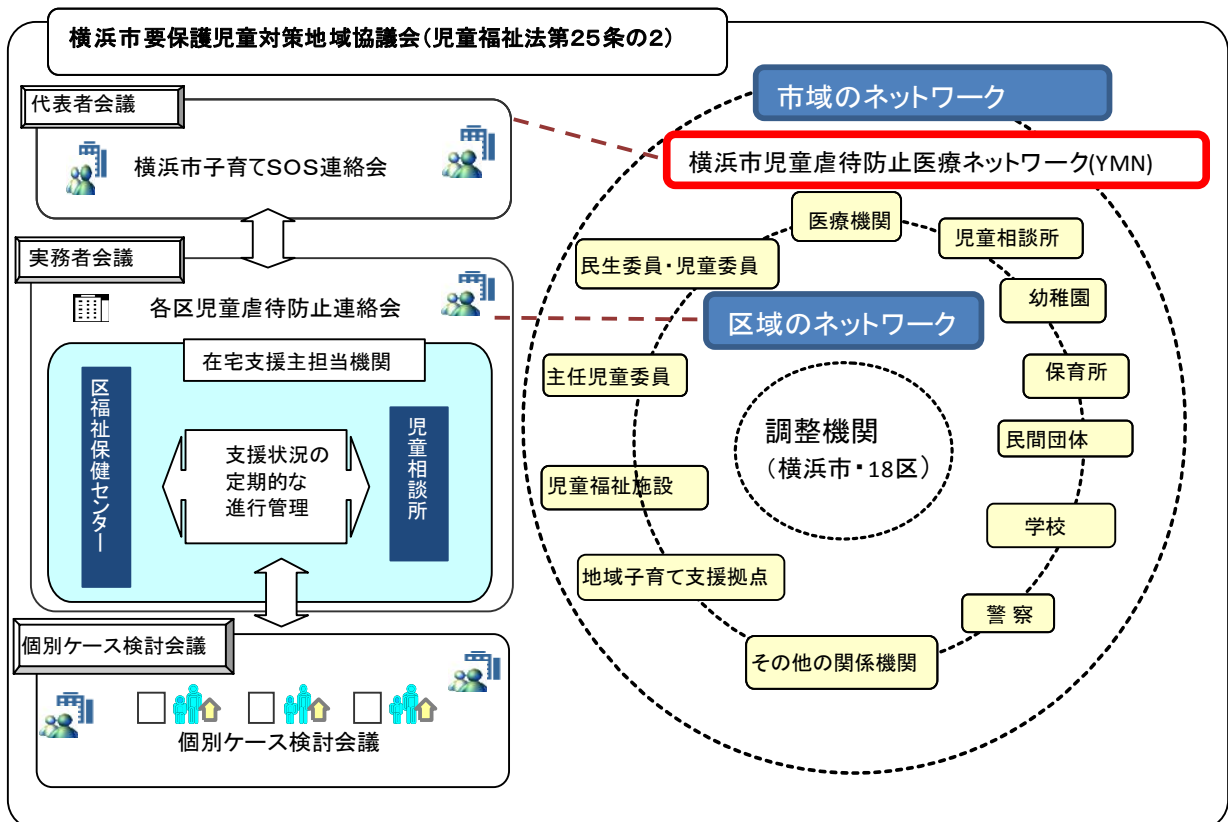 横浜市要保護児童対策地域協議会(児童福祉法第25条の2)
代表者会議
横浜市子育てSOS連絡会
実務者会議
各区児童虐待防止連絡会
在宅支援主担当機関
区福祉保健センター
支援状況の
定期的な
進行管理
児童相談所
個別ケース検討会議
個別ケース検討会議
市域のネットワーク
横浜市児童虐待防止医療ネットワーク(YMN)
医療機関
児童相談所
民生委員・児童委員
幼稚園
区域のネットワーク
主任児童委員
保育所
調整機関
（横浜市・18区）
民間団体
児童福祉施設
学校
地域子育て支援拠点
警 察
その他の関係機関